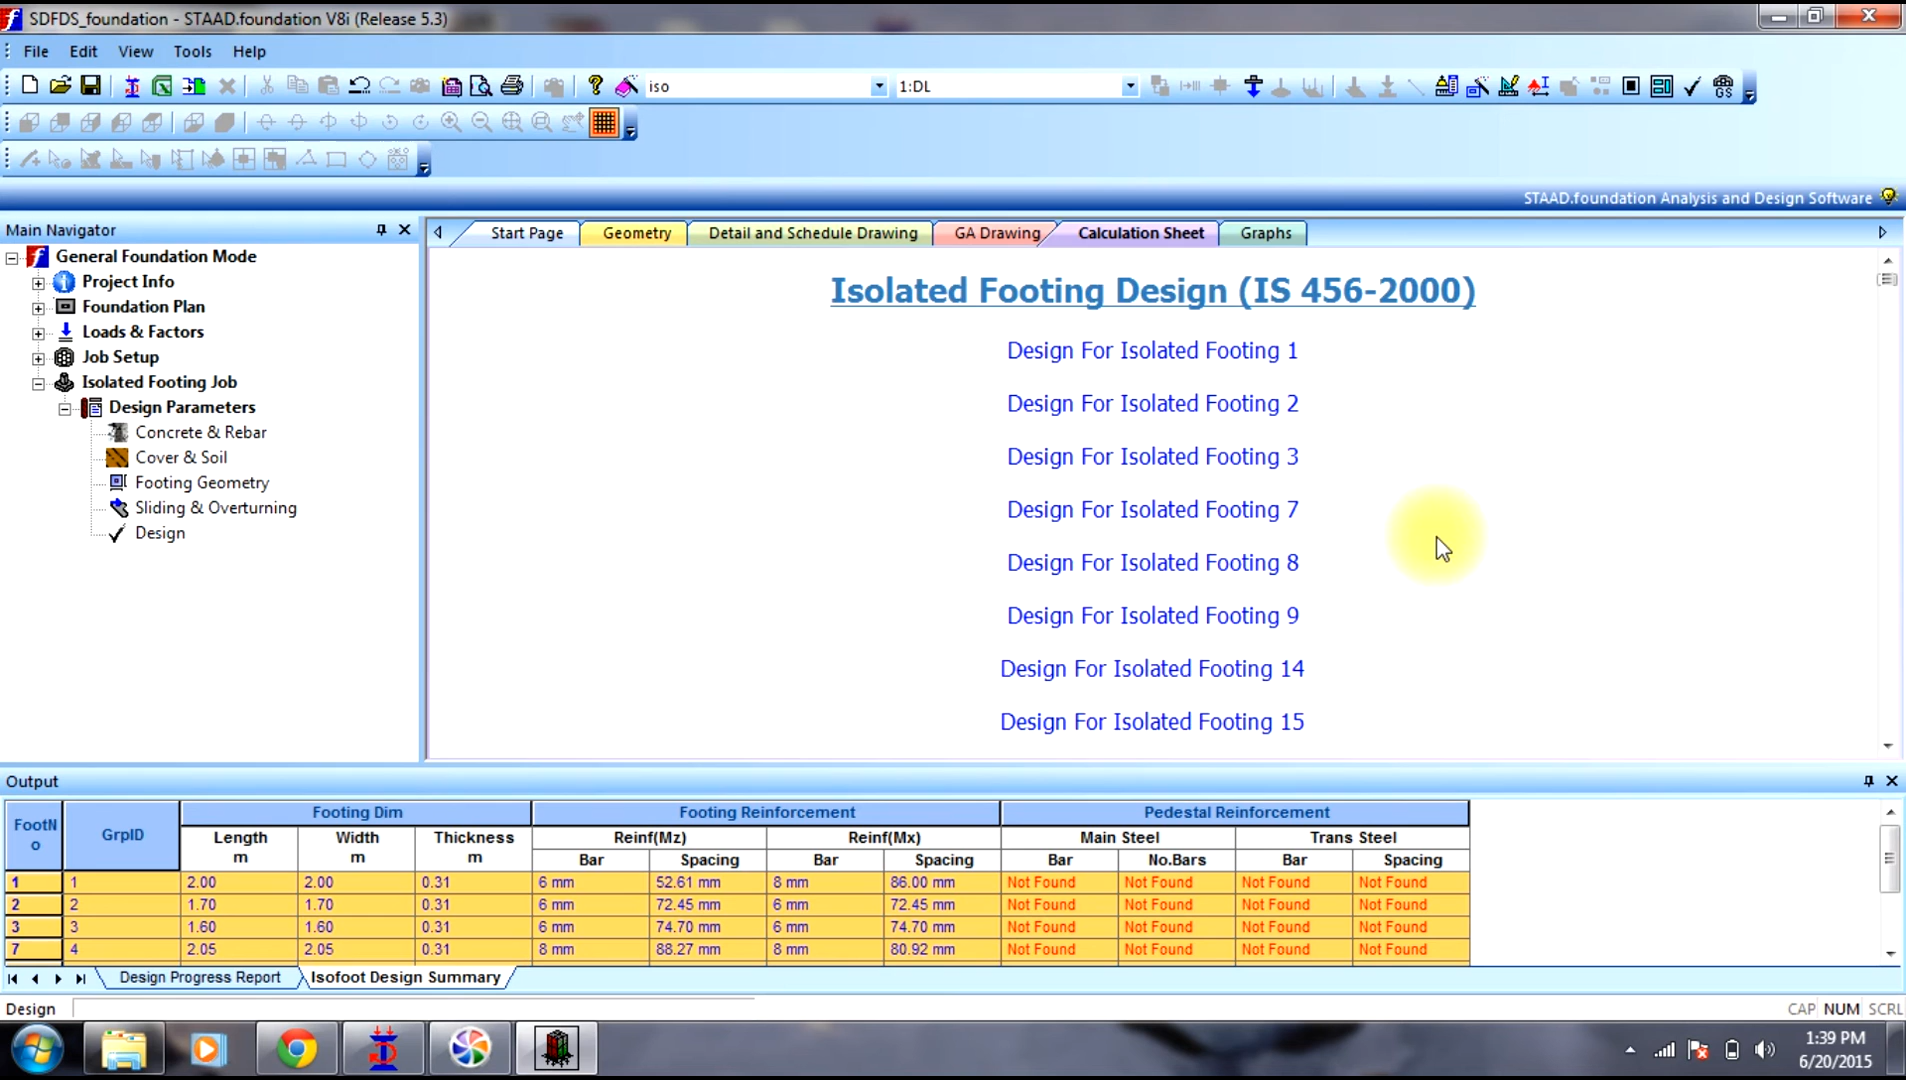 SDFDS_foundation - STAAD.foundation V8i (Release 5.3)
File Edit View Tools Help
iso 1:DL
STAAD.foundation Analysis and Design Software
Main Navigator
General Foundation Mode
Project Info
Foundation Plan
Loads & Factors
Job Setup
Isolated Footing Job
Design Parameters
Concrete & Rebar
Cover & Soil
Footing Geometry
Sliding & Overturning
Design
Start Page Geometry Detail and Schedule Drawing GA Drawing Calculation Sheet Graphs
Isolated Footing Design (IS 456-2000)
Design For Isolated Footing 1
Design For Isolated Footing 2
Design For Isolated Footing 3
Design For Isolated Footing 7
Design For Isolated Footing 8
Design For Isolated Footing 9
Design For Isolated Footing 14
Design For Isolated Footing 15
Output
FootN
o
GrpID
Footing Dim Footing Reinforcement Pedestal Reinforcement
Length Width Thickness Reinf(Mz) Reinf(Mx) Main Steel Trans Steel
m m m Bar Spacing Bar Spacing Bar No.Bars Bar Spacing
1 1 2.00 2.00 0.31 6 mm 52.61 mm 8 mm 86.00 mm Not Found Not Found Not Found Not Found
2 2 1.70 1.70 0.31 6 mm 72.45 mm 6 mm 72.45 mm Not Found Not Found Not Found Not Found
3 3 1.60 1.60 0.31 6 mm 74.70 mm 6 mm 74.70 mm Not Found Not Found Not Found Not Found
7 4 2.05 2.05 0.31 8 mm 88.27 mm 8 mm 80.92 mm Not Found Not Found Not Found Not Found
Design Progress Report Isofoot Design Summary
Design CAP NUM SCRL
1:39 PM
6/20/2015